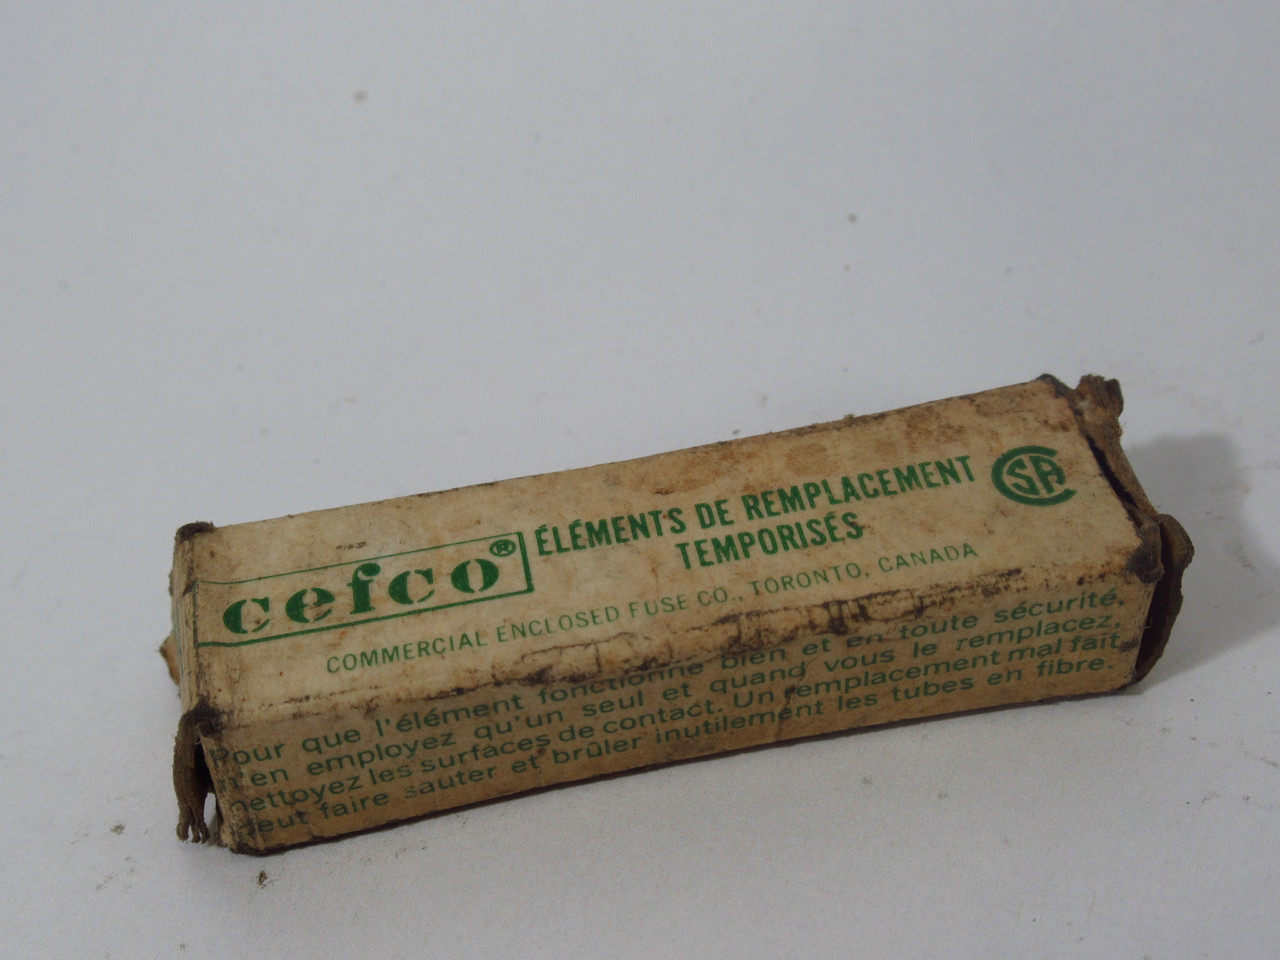 cefco®
ÉLÉMENTS DE REMPLACEMENT
TEMPORISÉS
COMMERCIAL ENCLOSED FUSE CO., TORONTO, CANADA
CSA
Pour que l'élément fonctionne bien et en toute sécurité,
n'en employez qu'un seul et quand vous le remplacez,
nettoyez les surfaces de contact. Un remplacement mal fait
peut faire sauter et brûler inutilement les tubes en fibre.